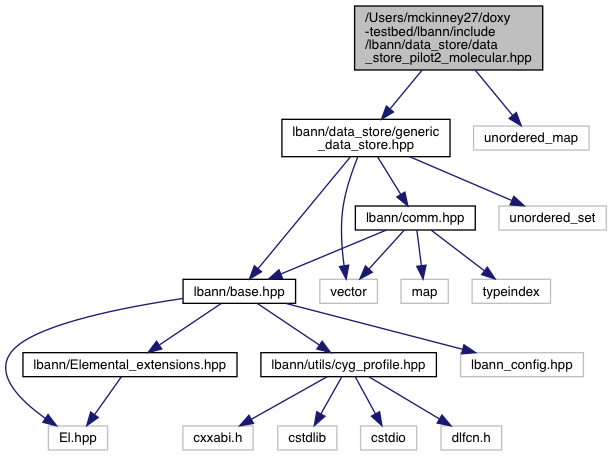 /Users/mckinney27/doxy
-testbed/lbann/include
/lbann/data_store/data
_store_pilot2_molecular.hpp
lbann/data_store/generic
_data_store.hpp
unordered_map
lbann/comm.hpp
unordered_set
lbann/base.hpp
vector
map
typeindex
lbann/Elemental_extensions.hpp
lbann/utils/cyg_profile.hpp
lbann_config.hpp
El.hpp
cxxabi.h
cstdlib
cstdio
dlfcn.h